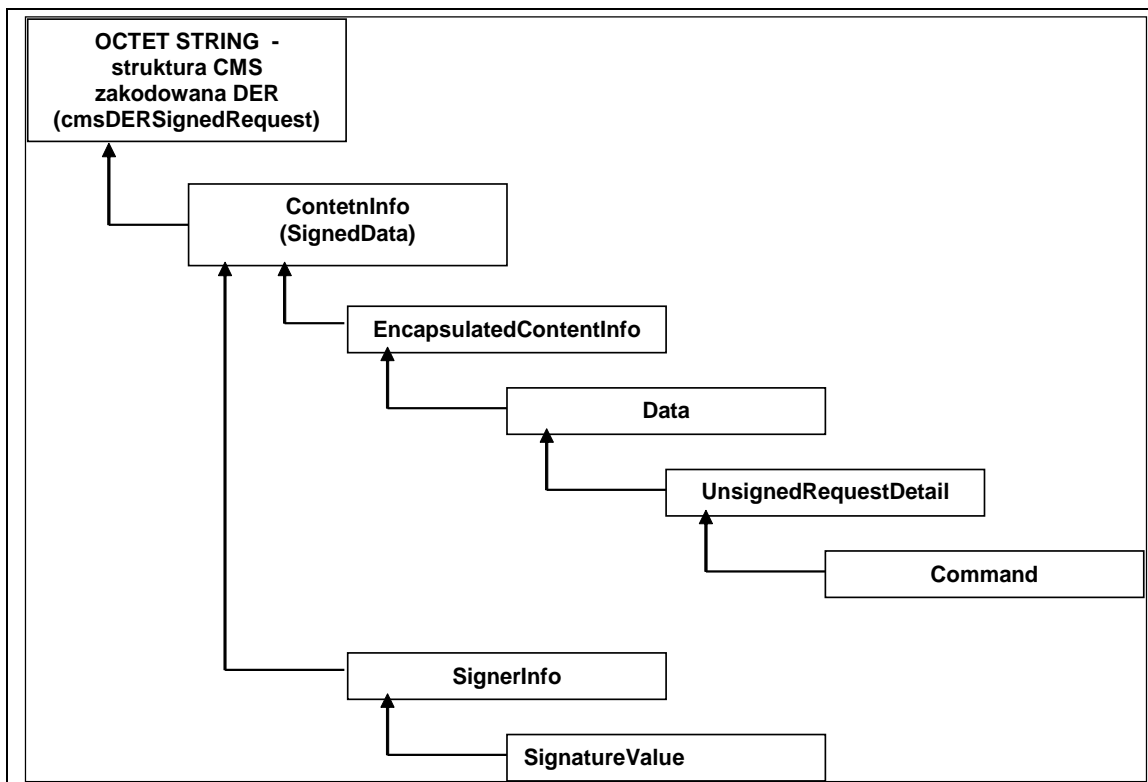 OCTET STRING -
struktura CMS
zakodowana DER
(cmsDERSignedRequest)
ContetnInfo
(SignedData)
EncapsulatedContentInfo
Data
UnsignedRequestDetail
Command
SignerInfo
SignatureValue